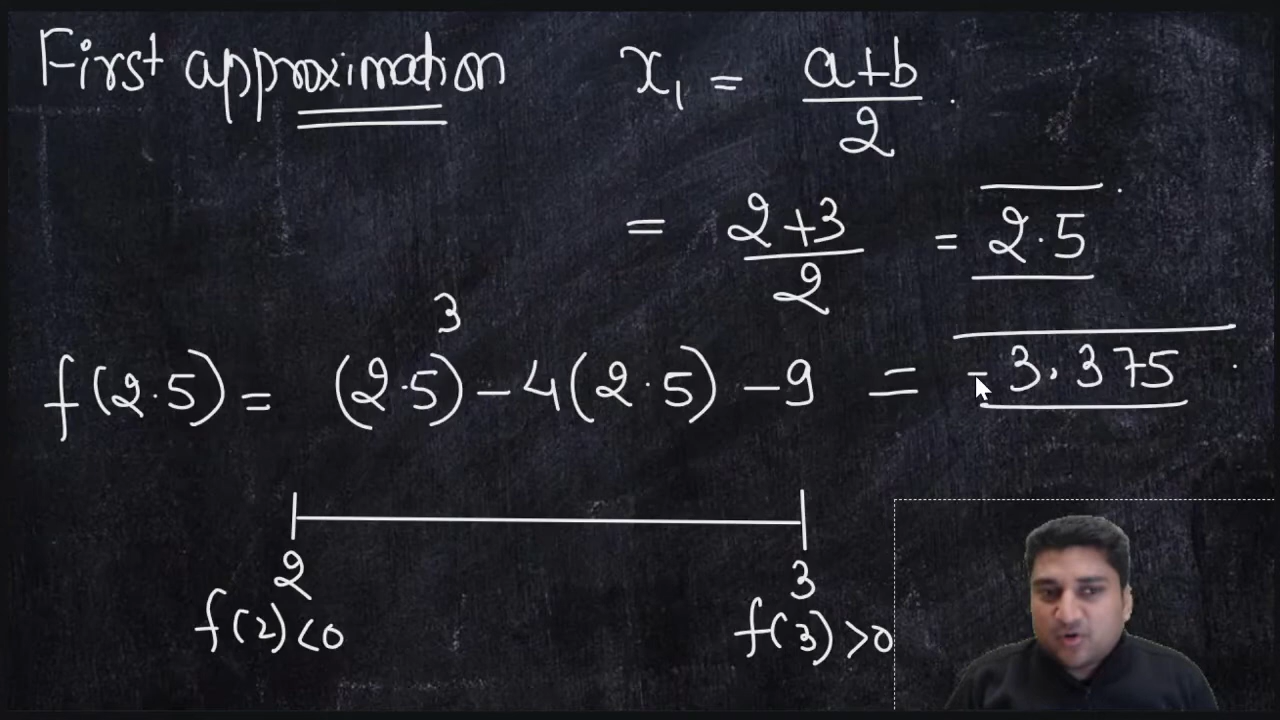 First approximation x₁ = a+b/2
= 2+3/2 = 2.5
f(2.5) = (2.5)³ - 4(2.5) - 9 = -3.375
2 3
f(2)<0 f(3)>0